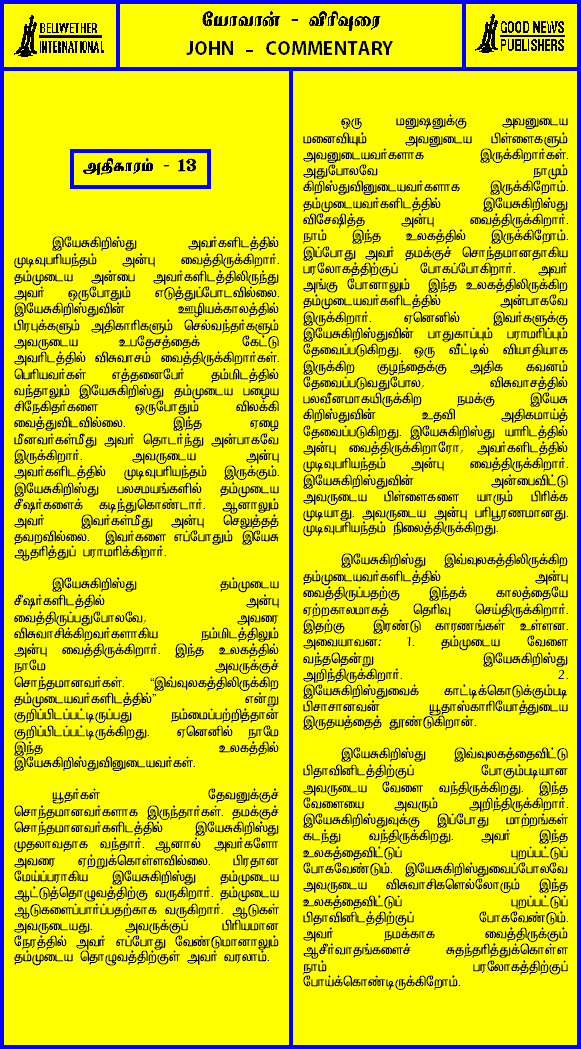 BELWETHER
INTERNATIONAL
யோவான் - விரிவுரை
JOHN - COMMENTARY
GOOD NEWS
PUBLISHERS
அதிகாரம் - 13
இயேசுகிறிஸ்து அவர்களிடத்தில்
முடிவுபரியந்தம் அன்பு வைத்திருக்கிறார்.
தம்முடைய அன்பை அவர்களிடத்திலிருந்து
அவர் ஒருபோதும் எடுத்துப்போடவில்லை.
இயேசுகிறிஸ்துவின் ஊழியக்காலத்தில்
பிரபுக்களும் அதிகாரிகளும் செல்வந்தர்களும்
அவருடைய உபதேசத்தைக் கேட்டு
அவரிடத்தில் விசுவாசம் வைத்திருக்கிறார்கள்.
பெரியவர்கள் எத்தனைபேர் தம்மிடத்தில்
வந்தாலும் இயேசுகிறிஸ்து தம்முடைய பழைய
சிநேகிதர்களை ஒருபோதும் விலக்கி
வைத்துவிடவில்லை. இந்த ஏழை
மீனவர்கள்மீது அவர் தொடர்ந்து அன்பாகவே
இருக்கிறார். அவருடைய அன்பு
அவர்களிடத்தில் முடிவுபரியந்தம் இருக்கும்.
இயேசுகிறிஸ்து பலசமயங்களில் தம்முடைய
சீஷர்களைக் கடிந்துகொண்டார். ஆனாலும்
அவர் இவர்கள்மீது அன்பு செலுத்தத்
தவறவில்லை. இவர்களை எப்போதும் இயேசு
ஆதரித்துப் பராமரிக்கிறார்.
இயேசுகிறிஸ்து தம்முடைய
சீஷர்களிடத்தில் அன்பு
வைத்திருப்பதுபோலவே, அவரை
விசுவாசிக்கிறவர்களாகிய நம்மிடத்திலும்
அன்பு வைத்திருக்கிறார். இந்த உலகத்தில்
நாமே அவருக்குச்
சொந்தமானவர்கள். "இவ்வுலகத்திலிருக்கிற
தம்முடையவர்களிடத்தில்" என்று
குறிப்பிடப்பட்டிருப்பது நம்மைப்பற்றித்தான்
குறிப்பிடப்பட்டிருக்கிறது. ஏனெனில் நாமே
இந்த உலகத்தில்
இயேசுகிறிஸ்துவினுடையவர்கள்.
யூதர்கள் தேவனுக்குச்
சொந்தமானவர்களாக இருந்தார்கள். தமக்குச்
சொந்தமானவர்களிடத்தில் இயேசுகிறிஸ்து
முதலாவதாக வந்தார். ஆனால் அவர்களோ
அவரை ஏற்றுக்கொள்ளவில்லை. பிரதான
மேய்ப்பராகிய இயேசுகிறிஸ்து தம்முடைய
ஆட்டுத்தொழுவத்திற்கு வருகிறார். தம்முடைய
ஆடுகளைப்பார்ப்பதற்காக வருகிறார். ஆடுகள்
அவருடையது. அவருக்குப் பிரியமான
நேரத்தில் அவர் எப்போது வேண்டுமானாலும்
தம்முடைய தொழுவத்திற்குள் அவர் வரலாம்.
ஒரு மனுஷனுக்கு அவனுடைய
மனைவியும் அவனுடைய பிள்ளைகளும்
அவனுடையவர்களாக இருக்கிறார்கள்.
அதுபோலவே நாமும்
கிறிஸ்துவினுடையவர்களாக இருக்கிறோம்.
தம்முடையவர்களிடத்தில் இயேசுகிறிஸ்து
விசேஷித்த அன்பு வைத்திருக்கிறார்.
நாம் இந்த உலகத்தில் இருக்கிறோம்.
இப்போது அவர் தமக்குச் சொந்தமானதாகிய
பரலோகத்திற்குப் போகப்போகிறார். அவர்
அங்கு போனாலும் இந்த உலகத்திலிருக்கிற
தம்முடையவர்களிடத்தில் அன்பாகவே
இருக்கிறார். ஏனெனில் இவர்களுக்கு
இயேசுகிறிஸ்துவின் பாதுகாப்பும் பராமரிப்பும்
தேவைப்படுகிறது. ஒரு வீட்டில் வியாதியாக
இருக்கிற குழந்தைக்கு அதிக கவனம்
தேவைப்படுவதுபோல, விசுவாசத்தில்
பலவீனமாகயிருக்கிற நமக்கு இயேசு
கிறிஸ்துவின் உதவி அதிகமாய்த்
தேவைப்படுகிறது. இயேசுகிறிஸ்து யாரிடத்தில்
அன்பு வைத்திருக்கிறாரோ, அவர்களிடத்தில்
முடிவுபரியந்தம் அன்பு வைத்திருக்கிறார்.
இயேசுகிறிஸ்துவின் அன்பைவிட்டு
அவருடைய பிள்ளைகளை யாரும் பிரிக்க
முடியாது. அவருடைய அன்பு பரிபூரணமானது.
முடிவுபரியந்தம் நிலைத்திருக்கிறது.
இயேசுகிறிஸ்து இவ்வுலகத்திலிருக்கிற
தம்முடையவர்களிடத்தில் அன்பு
வைத்திருப்பதற்கு இந்தக் காலத்தையே
ஏற்றகாலமாகத் தெரிவு செய்திருக்கிறார்.
இதற்கு இரண்டு காரணங்கள் உள்ளன.
அவையாவன: 1. தம்முடைய வேளை
வந்ததென்று இயேசுகிறிஸ்து
அறிந்திருக்கிறார். 2.
இயேசுகிறிஸ்துவைக் காட்டிக்கொடுக்கும்படி
பிசாசானவன் யூதாஸ்காரியோத்துடைய
இருதயத்தைத் தூண்டுகிறான்.
இயேசுகிறிஸ்து இவ்வுலகத்தைவிட்டு
பிதாவினிடத்திற்குப் போகும்படியான
அவருடைய வேளை வந்திருக்கிறது. இந்த
வேளையை அவரும் அறிந்திருக்கிறார்.
இயேசுகிறிஸ்துவுக்கு இப்போது மாற்றங்கள்
கடந்து வந்திருக்கிறது. அவர் இந்த
உலகத்தைவிட்டுப் புறப்பட்டுப்
போகவேண்டும். இயேசுகிறிஸ்துவைப்போலவே
அவருடைய விசுவாசிகளெல்லோரும் இந்த
உலகத்தைவிட்டுப் புறப்பட்டுப்
பிதாவினிடத்திற்குப் போகவேண்டும்.
அவர் நமக்காக வைத்திருக்கும்
ஆசீர்வாதங்களைச் சுதந்தரித்துக்கொள்ள
நாம் பரலோகத்திற்குப்
போய்க்கொண்டிருக்கிறோம்.